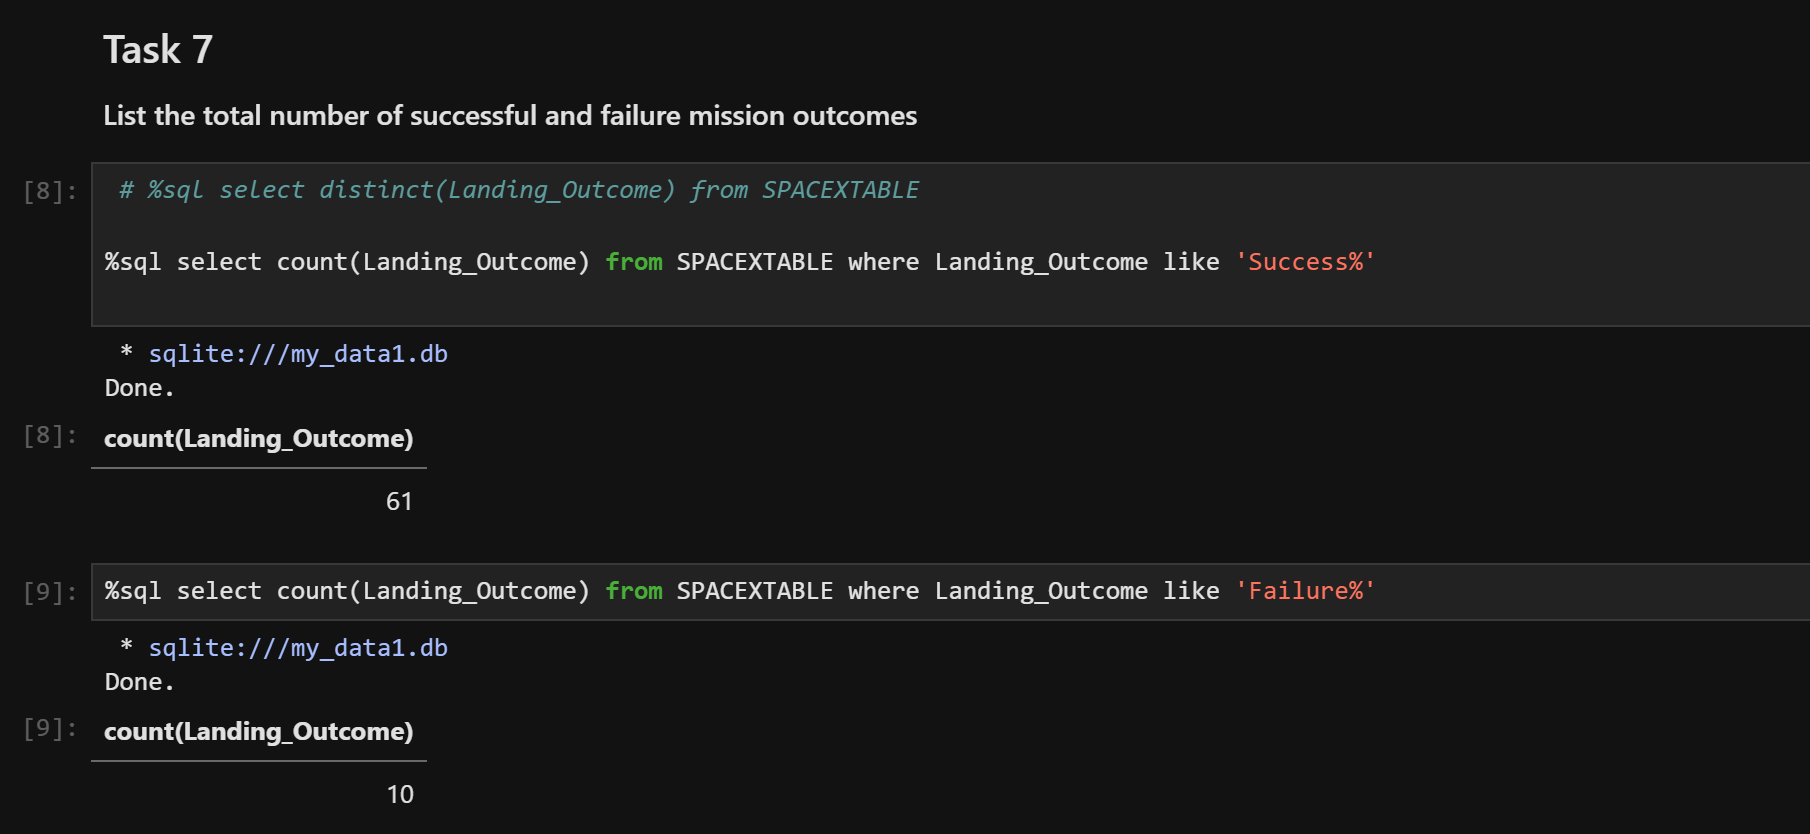 Task 7
List the total number of successful and failure mission outcomes
[8]:
# %sql select distinct(Landing_Outcome) from SPACEXTABLE
%sql select count(Landing_Outcome) from SPACEXTABLE where Landing_Outcome like 'Success%'
* sqlite:///my_data1.db
Done.
[8]:
count(Landing_Outcome)
61
[9]:
%sql select count(Landing_Outcome) from SPACEXTABLE where Landing_Outcome like 'Failure%'
* sqlite:///my_data1.db
Done.
[9]:
count(Landing_Outcome)
10